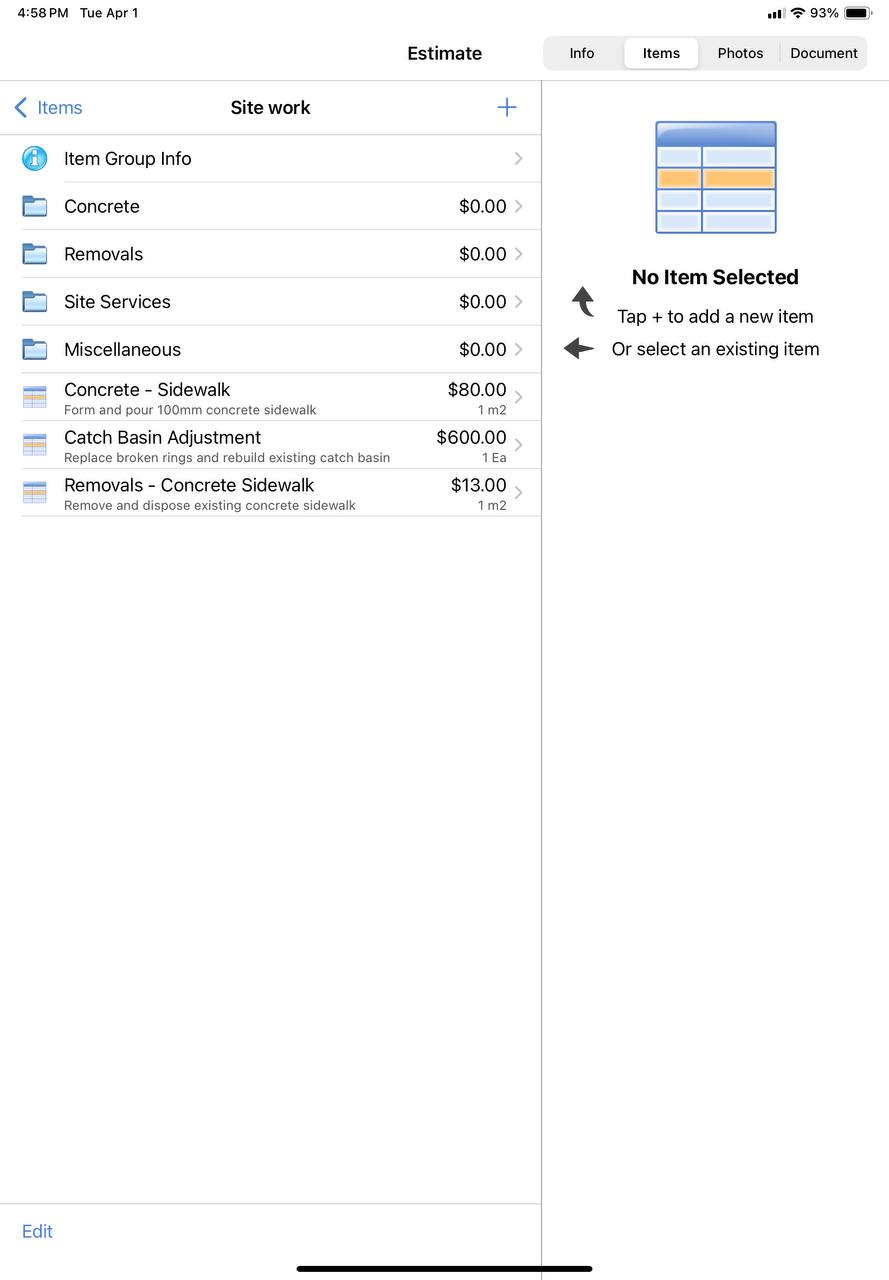 4:58 PM Tue Apr 1
93%
Estimate
Info
Items
Photos
Document
Items
Site work
Item Group Info
Concrete
$0.00
Removals
$0.00
Site Services
$0.00
Miscellaneous
$0.00
Concrete - Sidewalk
$80.00
Form and pour 100mm concrete sidewalk
1 m2
Catch Basin Adjustment
$600.00
Replace broken rings and rebuild existing catch basin
1 Ea
Removals - Concrete Sidewalk
$13.00
Remove and dispose existing concrete sidewalk
1 m2
Edit
No Item Selected
Tap + to add a new item
Or select an existing item